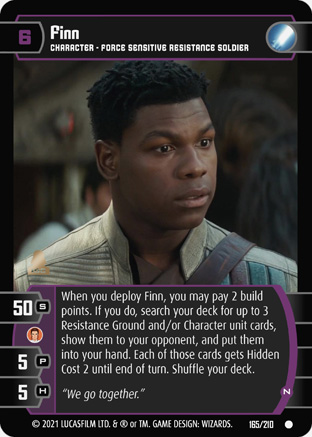 6
Finn
CHARACTER - FORCE SENSITIVE RESISTANCE SOLDIER
50 S
When you deploy Finn, you may pay 2 build
points. If you do, search your deck for up to 3
Resistance Ground and/or Character unit cards,
show them to your opponent, and put them
into your hand. Each of those cards gets Hidden
Cost 2 until end of turn. Shuffle your deck.
5 P
5 H
"We go together."
N
© 2021 LUCASFILM LTD. & ® or TM. GAME DESIGN: WIZARDS. 165/210